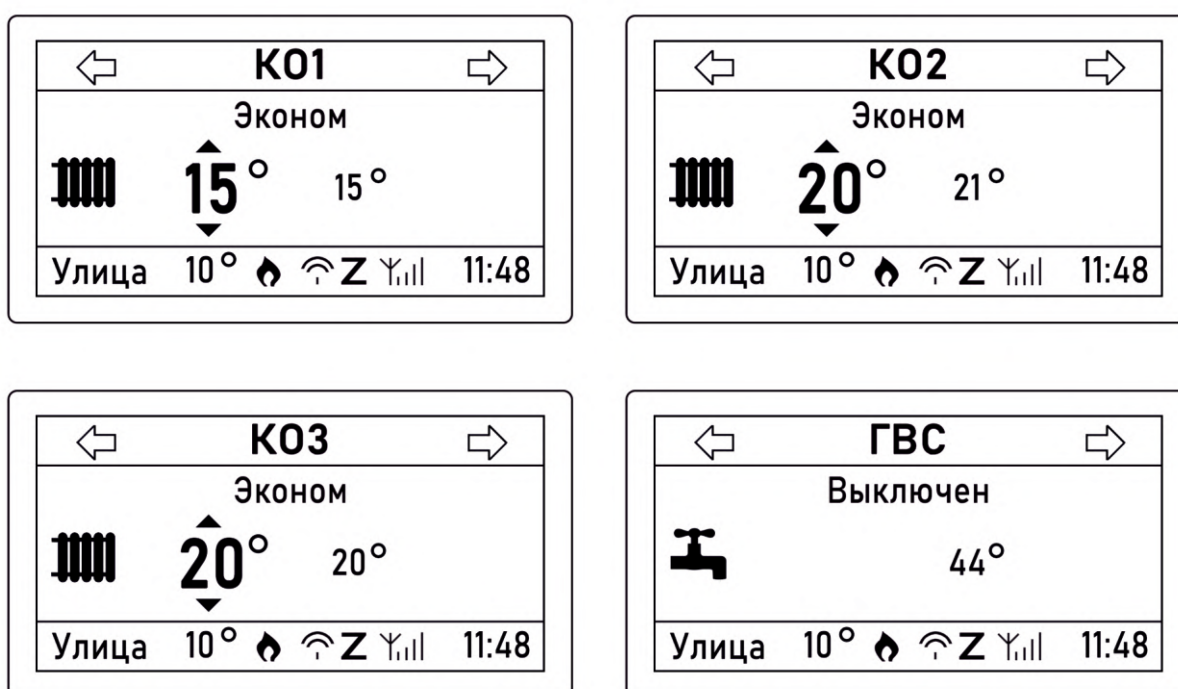 КО1
Эконом
15° 15°
Улица 10° Z 11:48
КО2
Эконом
20° 21°
Улица 10° Z 11:48
КО3
Эконом
20° 20°
Улица 10° Z 11:48
ГВС
Выключен
44°
Улица 10° Z 11:48